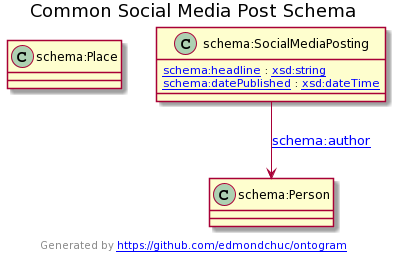 Common Social Media Post Schema
C schema:Place
C schema:SocialMediaPosting
schema:headline : xsd:string
schema:datePublished : xsd:dateTime
schema:author
C schema:Person
Generated by https://github.com/edmondchuc/ontogram